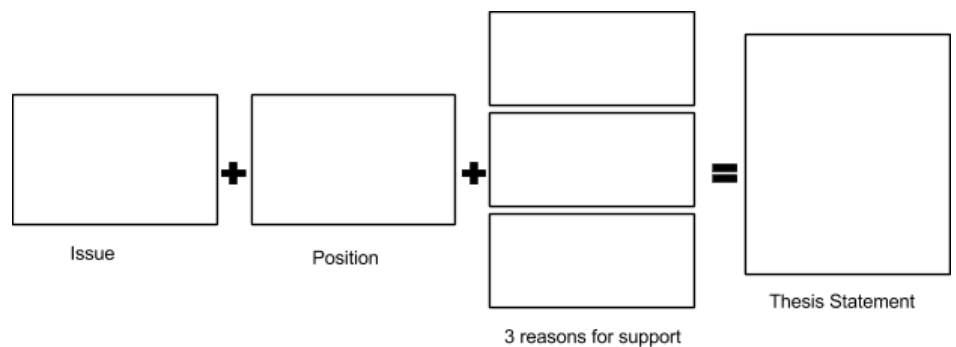 Issue
Position
3 reasons for support
Thesis Statement